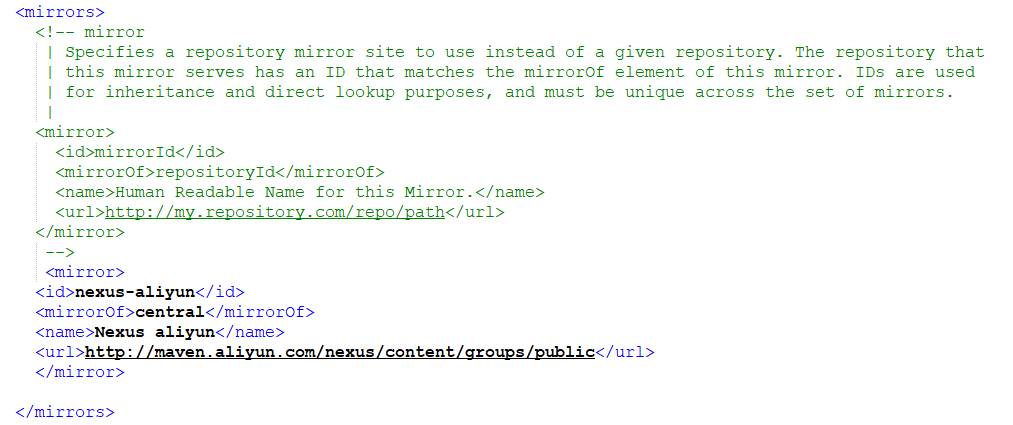 <mirrors>
<!-- mirror
| Specifies a repository mirror site to use instead of a given repository. The repository that
| this mirror serves has an ID that matches the mirrorOf element of this mirror. IDs are used
| for inheritance and direct lookup purposes, and must be unique across the set of mirrors.
|
<mirror>
<id>mirrorId</id>
<mirrorOf>repositoryId</mirrorOf>
<name>Human Readable Name for this Mirror.</name>
<url>http://my.repository.com/repo/path</url>
</mirror>
-->
<mirror>
<id>nexus-aliyun</id>
<mirrorOf>central</mirrorOf>
<name>Nexus aliyun</name>
<url>http://maven.aliyun.com/nexus/content/groups/public</url>
</mirror>
</mirrors>